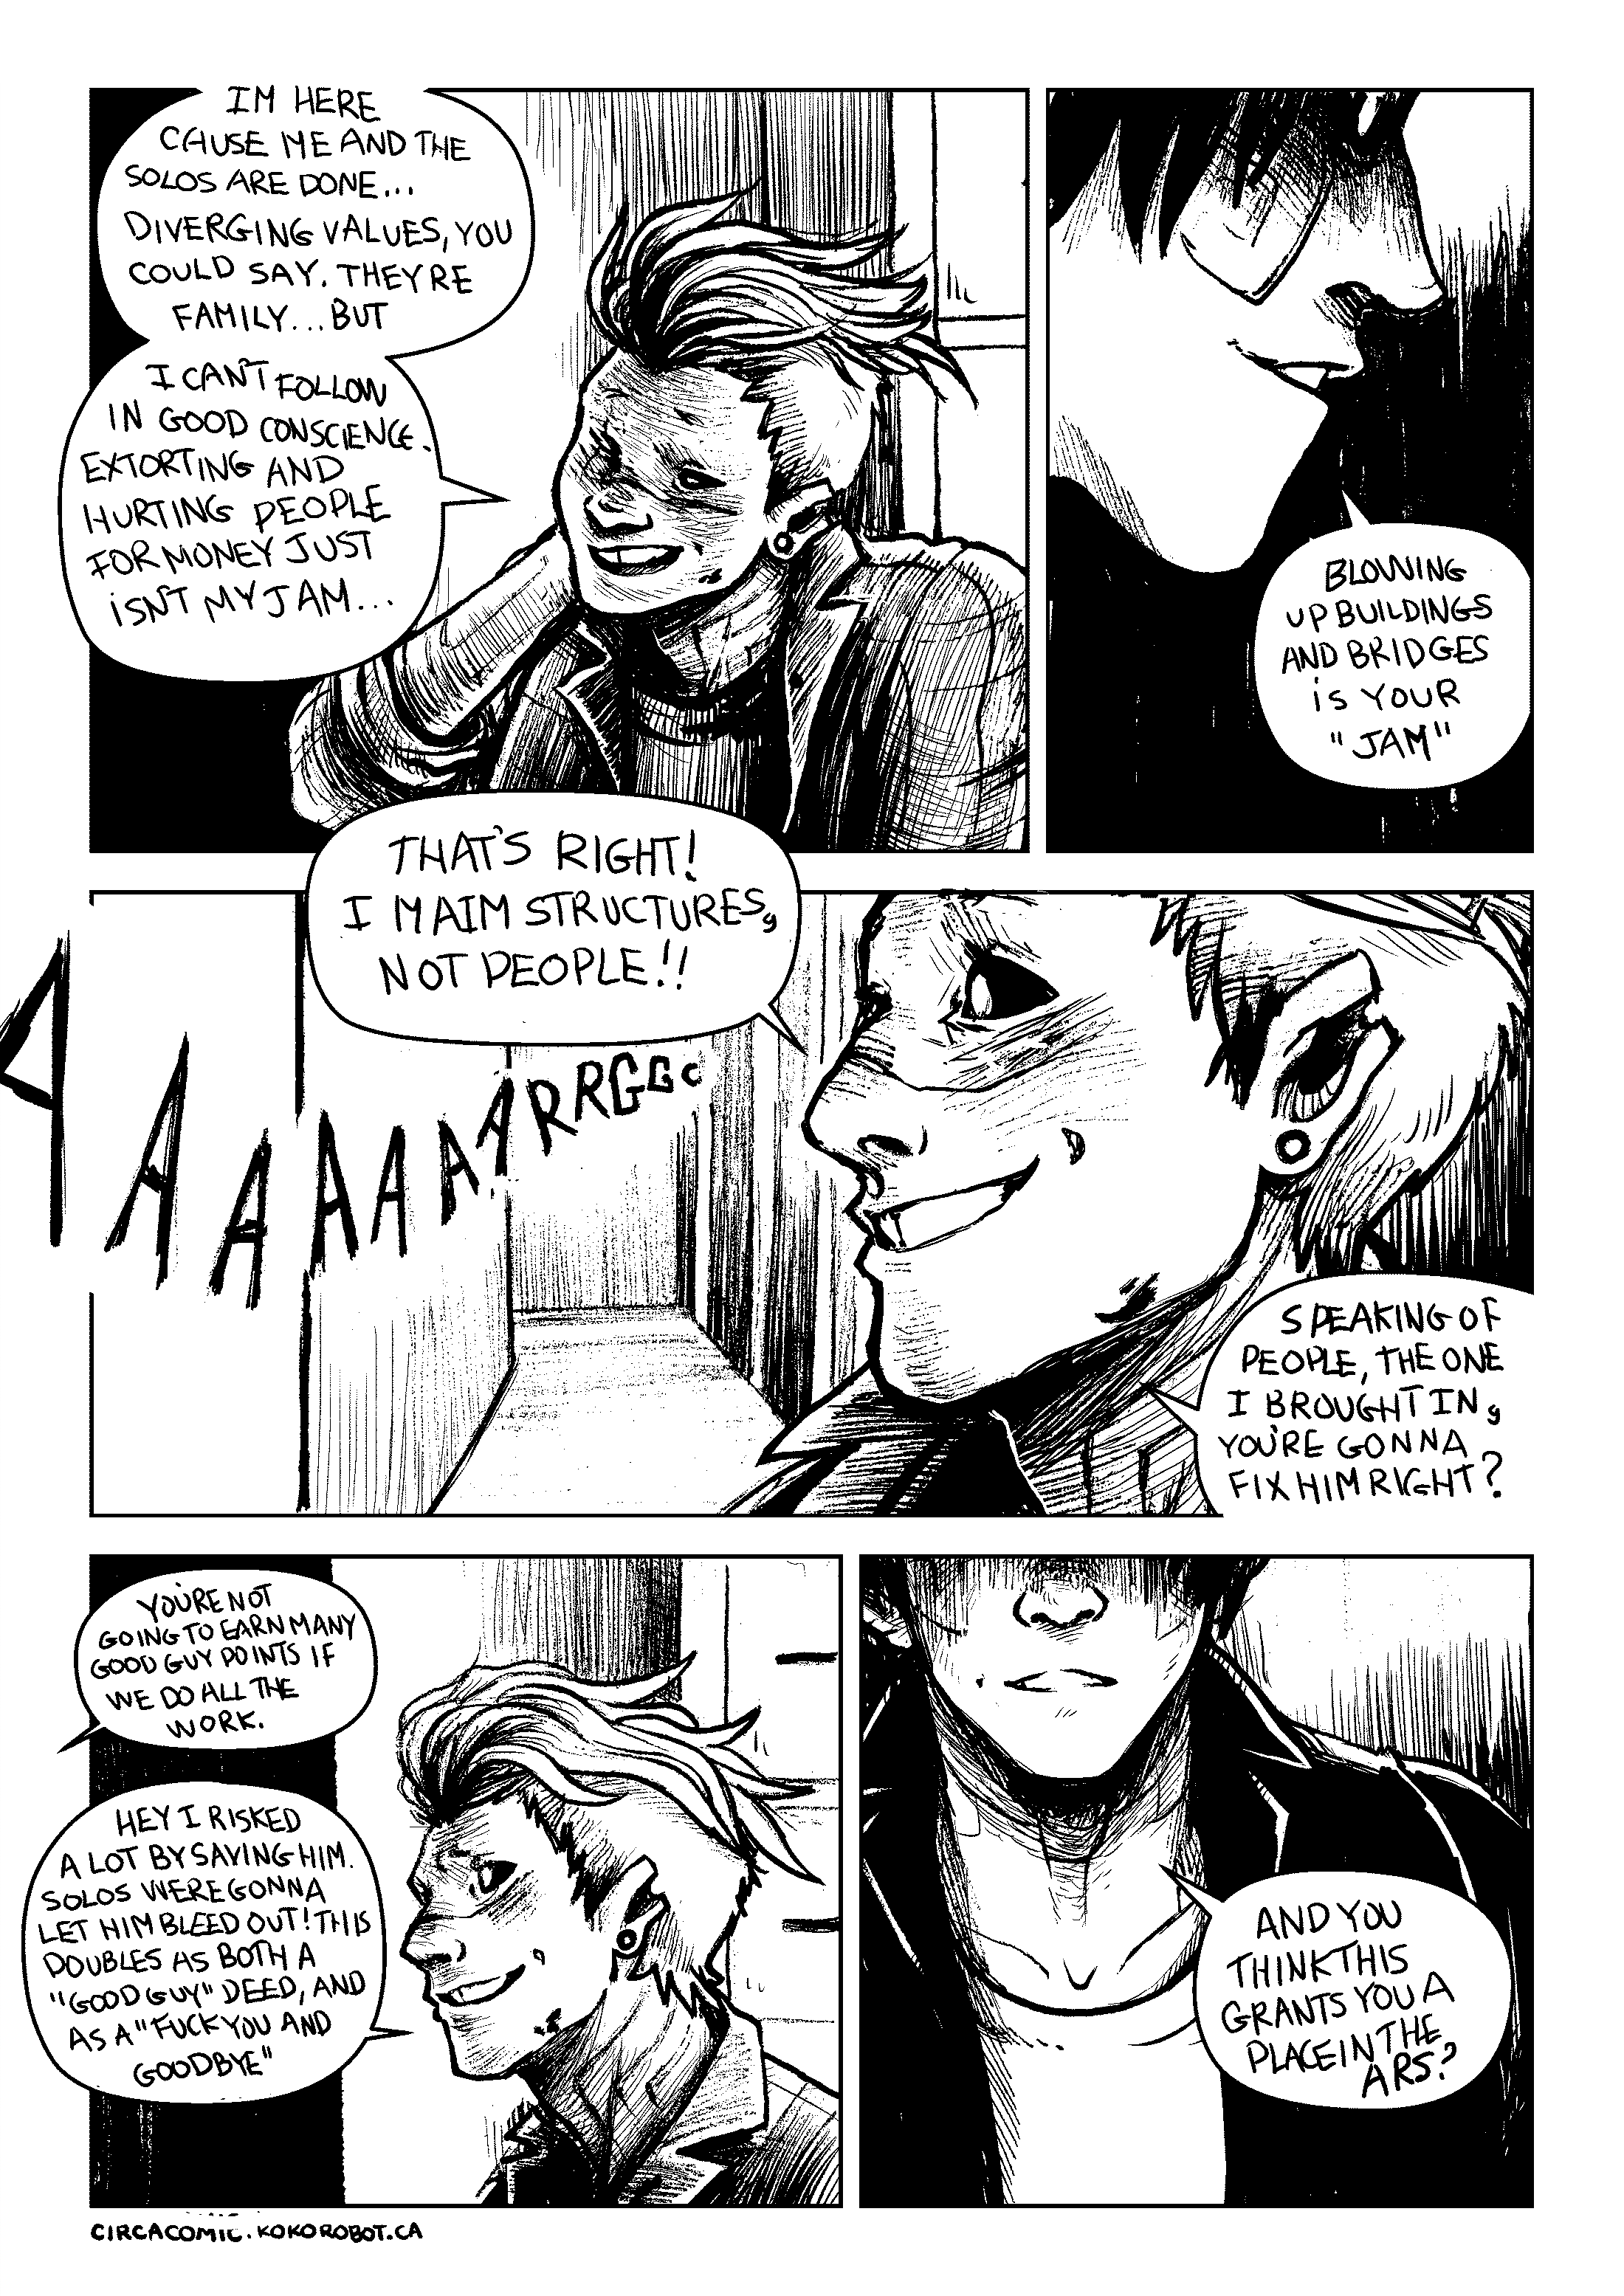 IM HERE
CAUSE ME AND THE
SOLOS ARE DONE...
DIVERGING VALUES, YOU
COULD SAY. THEYRE
FAMILY...BUT
I CAN'T FOLLOW
IN GOOD CONSCIENCE.
EXTORTING AND
HURTING PEOPLE
FOR MONEY JUST
ISN'T MY JAM...
BLOWING
UP BUILDINGS
AND BRIDGES
IS YOUR
"JAM"
THAT'S RIGHT!
I MAIM STRUCTURES,
NOT PEOPLE!!
AAAAAAARRGGG
SPEAKING OF
PEOPLE, THE ONE
I BROUGHT IN,
YOU'RE GONNA
FIX HIM RIGHT?
YOU'RE NOT
GOING TO EARN MANY
GOOD GUY POINTS IF
WE DO ALL THE
WORK.
HEY I RISKED
A LOT BY SAVING HIM.
SOLOS WERE GONNA
LET HIM BLEED OUT! THIS
DOUBLES AS BOTH A
"GOOD GUY" DEED, AND
AS A "FUCK YOU AND
GOODBYE"
AND YOU
THINK THIS
GRANTS YOU A
PLACE IN THE
ARS?
CIRCACOMIC.KOKOROBOT.CA